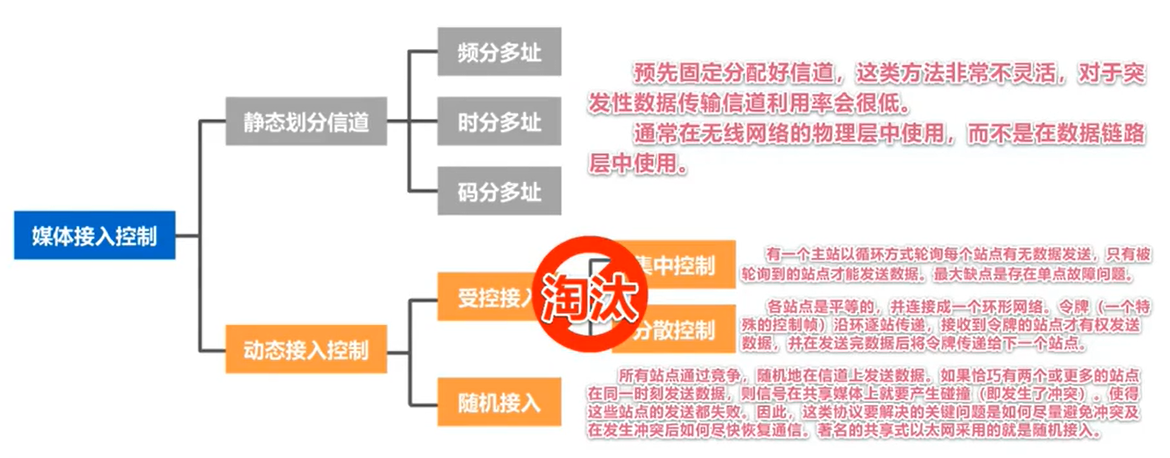 频分多址
静态划分信道
时分多址
码分多址
预先固定分配好信道，这类方法非常不灵活，对于突
发性数据传输信道利用率会很低。
通常在无线网络的物理层中使用，而不是在数据链路
层中使用。
媒体接入控制
动态接入控制
受控接入
淘汰
集中控制
有一个主站以循环方式轮询每个站点有无数据发送，只有被
轮询到的站点才能发送数据。最大缺点是存在单点故障问题。
分散控制
各站点是平等的，并连接成一个环形网络。令牌（一个特
殊的控制帧）沿环逐站传递，接收到令牌的站点才有权发送
数据，并在发送完数据后将令牌传递给下一个站点。
随机接入
所有站点通过竞争，随机地在信道上发送数据。如果恰巧有两个或更多的站点
在同一时刻发送数据，则信号在共享媒体上就要产生碰撞（即发生了冲突）。使得
这些站点的发送都失败。因此，这类协议要解决的关键问题是如何尽量避免冲突及
在发生冲突后如何尽快恢复通信。著名的共享式以太网采用的就是随机接入。